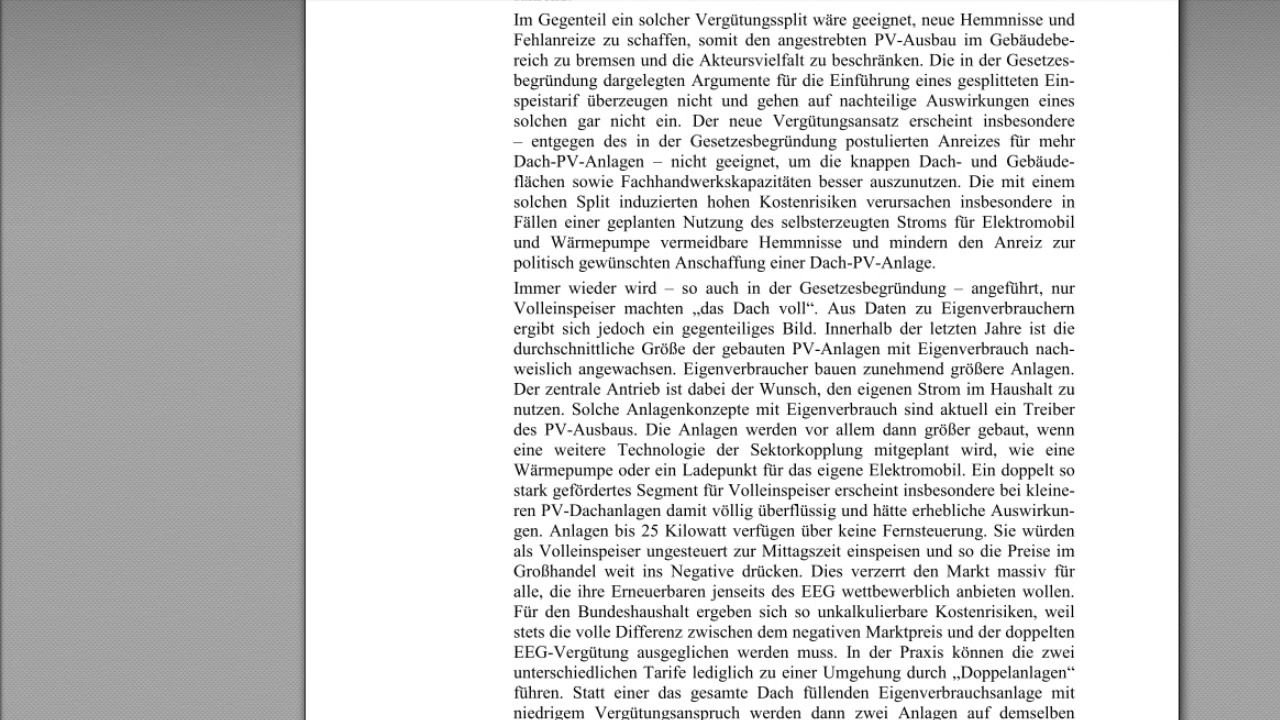 Im Gegenteil ein solcher Vergütungssplit wäre geeignet, neue Hemmnisse und
Fehlanreize zu schaffen, somit den angestrebten PV-Ausbau im Gebäudebe-
reich zu bremsen und die Akteursvielfalt zu beschränken. Die in der Gesetzes-
begründung dargelegten Argumente für die Einführung eines gesplitteten Ein-
speistarif überzeugen nicht und gehen auf nachteilige Auswirkungen eines
solchen gar nicht ein. Der neue Vergütungsansatz erscheint insbesondere
– entgegen des in der Gesetzesbegründung postulierten Anreizes für mehr
Dach-PV-Anlagen – nicht geeignet, um die knappen Dach- und Gebäude-
flächen sowie Fachhandwerkskapazitäten besser auszunutzen. Die mit einem
solchen Split induzierten hohen Kostenrisiken verursachen insbesondere in
Fällen einer geplanten Nutzung des selbsterzeugten Stroms für Elektromobil
und Wärmepumpe vermeidbare Hemmnisse und mindern den Anreiz zur
politisch gewünschten Anschaffung einer Dach-PV-Anlage.
Immer wieder wird – so auch in der Gesetzesbegründung – angeführt, nur
Volleinspeiser machten „das Dach voll“. Aus Daten zu Eigenverbrauchern
ergibt sich jedoch ein gegenteiliges Bild. Innerhalb der letzten Jahre ist die
durchschnittliche Größe der gebauten PV-Anlagen mit Eigenverbrauch nach-
weislich angewachsen. Eigenverbraucher bauen zunehmend größere Anlagen.
Der zentrale Antrieb ist dabei der Wunsch, den eigenen Strom im Haushalt zu
nutzen. Solche Anlagenkonzepte mit Eigenverbrauch sind aktuell ein Treiber
des PV-Ausbaus. Die Anlagen werden vor allem dann größer gebaut, wenn
eine weitere Technologie der Sektorkopplung mitgeplant wird, wie eine
Wärmepumpe oder ein Ladepunkt für das eigene Elektromobil. Ein doppelt so
stark gefördertes Segment für Volleinspeiser erscheint insbesondere bei kleine-
ren PV-Dachanlagen damit völlig überflüssig und hätte erhebliche Auswirkun-
gen. Anlagen bis 25 Kilowatt verfügen über keine Fernsteuerung. Sie würden
als Volleinspeiser ungesteuert zur Mittagszeit einspeisen und so die Preise im
Großhandel weit ins Negative drücken. Dies verzerrt den Markt massiv für
alle, die ihre Erneuerbaren jenseits des EEG wettbewerblich anbieten wollen.
Für den Bundeshaushalt ergeben sich so unkalkulierbare Kostenrisiken, weil
stets die volle Differenz zwischen dem negativen Marktpreis und der doppelten
EEG-Vergütung ausgeglichen werden muss. In der Praxis können die zwei
unterschiedlichen Tarife lediglich zu einer Umgehung durch „Doppelanlagen“
führen. Statt einer das gesamte Dach füllenden Eigenverbrauchsanlage mit
niedrigem Vergütungsanspruch werden dann zwei Anlagen auf demselben